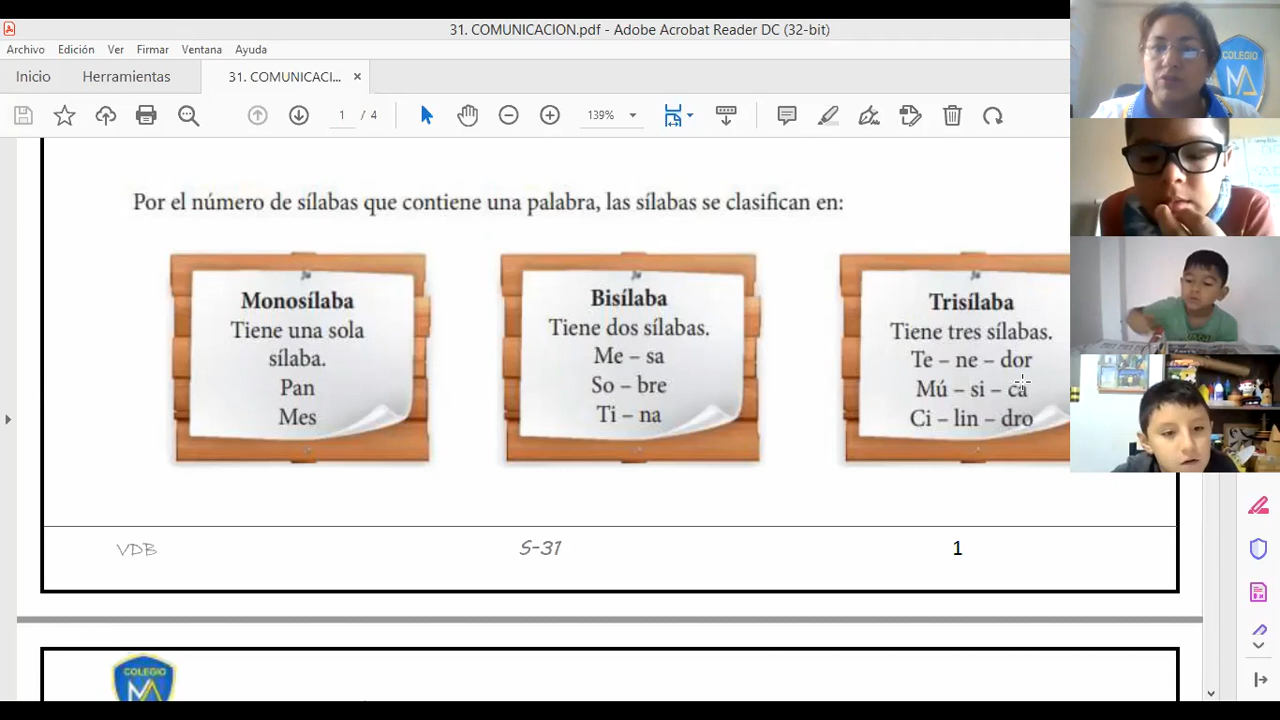 31. COMUNICACION.pdf - Adobe Acrobat Reader DC (32-bit)
Archivo Edición Ver Firmar Ventana Ayuda
Inicio Herramientas 31. COMUNICACI... ×
1 / 4 139%
Por el número de sílabas que contiene una palabra, las sílabas se clasifican en:
Monosílaba
Tiene una sola
sílaba.
Pan
Mes
Bisílaba
Tiene dos sílabas.
Me – sa
So – bre
Ti – na
Trisílaba
Tiene tres sílabas.
Te – ne – dor
Mú – si – ca
Ci – lin – dro
VDB S-31 1
COLEGIO
MA
COLEGIO
MA